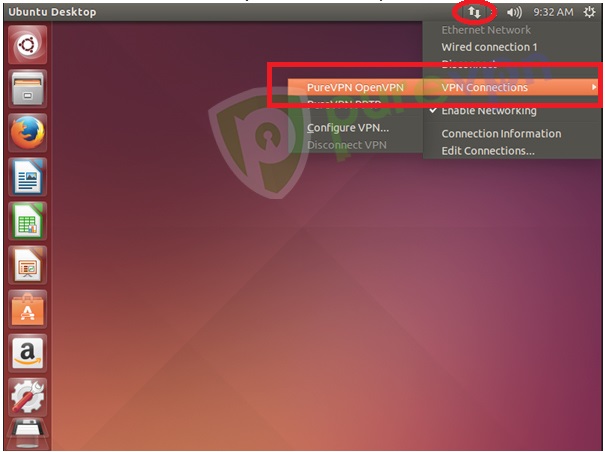 Ubuntu Desktop
9:32 AM
Ethernet Network
Wired connection 1
Disconnect
PureVPN OpenVPN
VPN Connections
PureVPN PPTP
Enable Networking
Configure VPN...
Connection Information
Disconnect VPN
Edit Connections...
purevpn